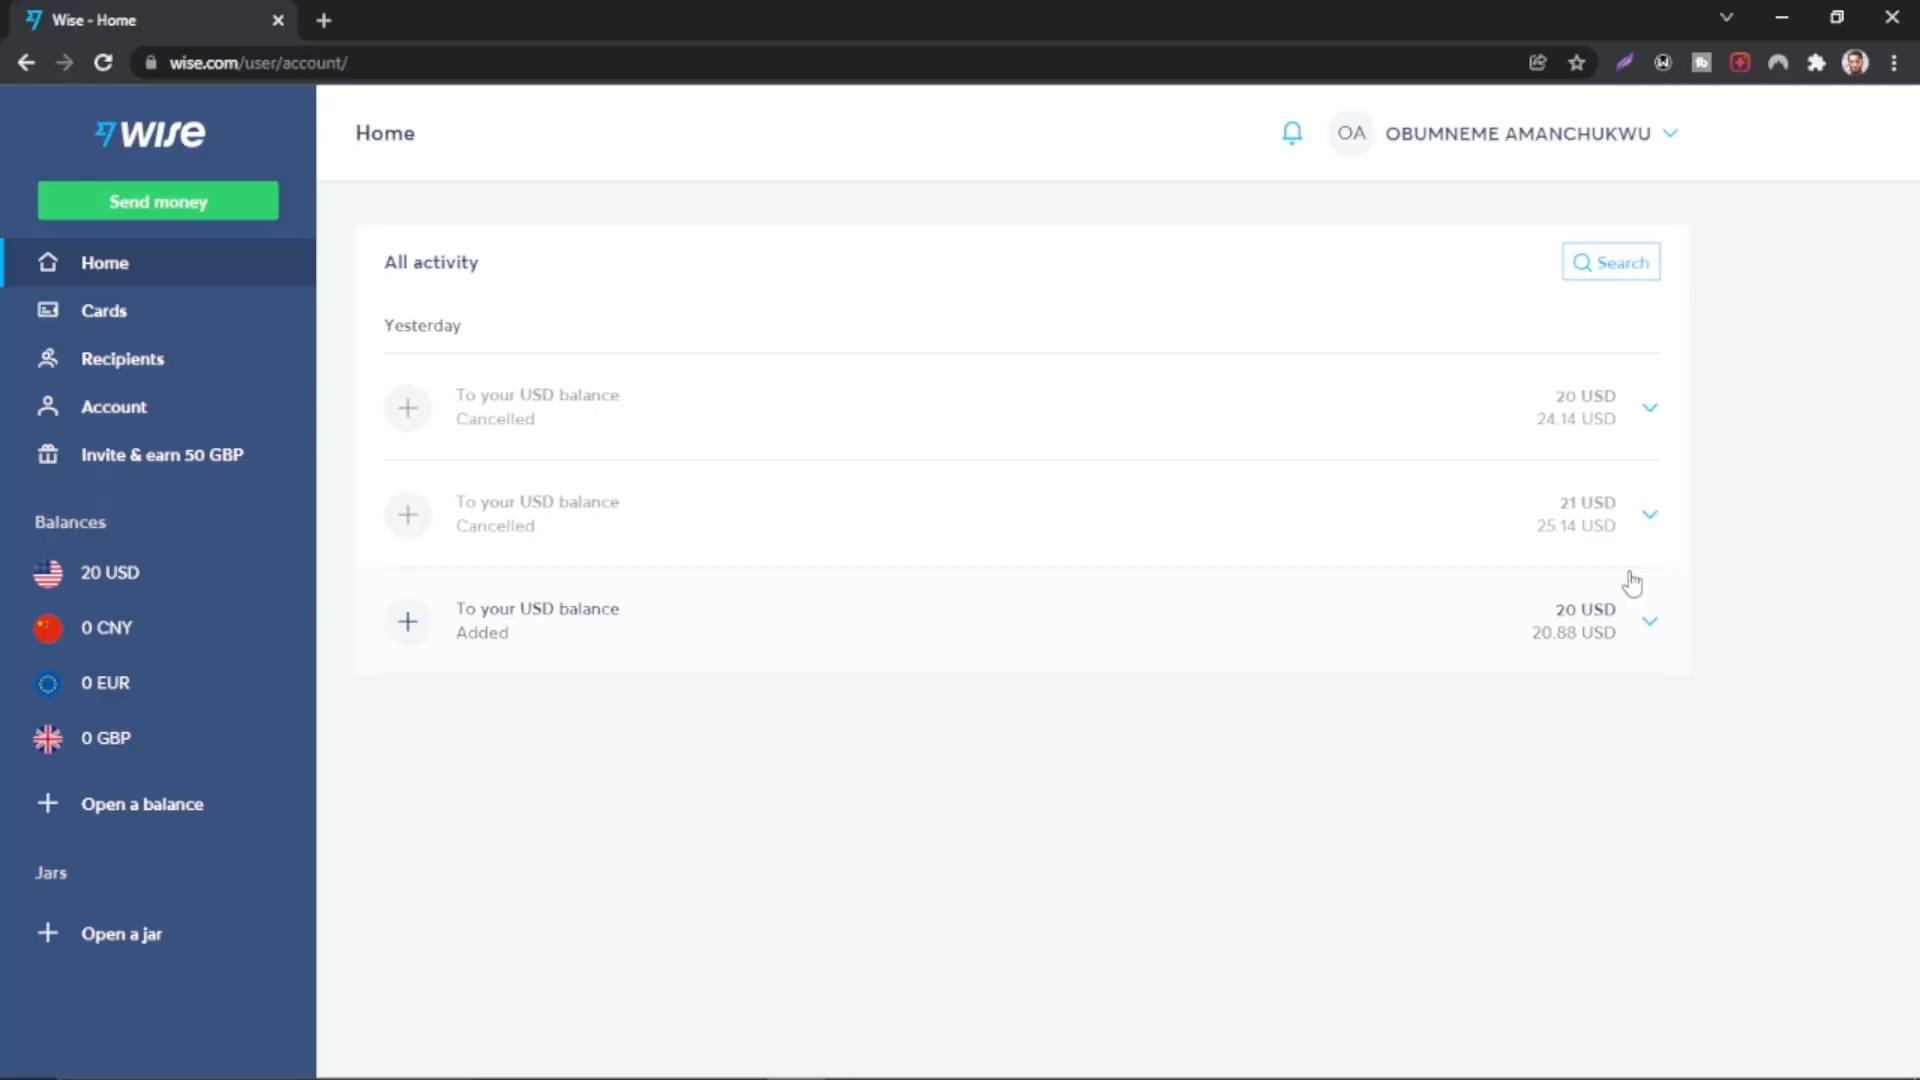 Wise - Home
wise.com/user/account/
wise
Send money
Home
Cards
Recipients
Account
Invite & earn 50 GBP
Balances
20 USD
0 CNY
0 EUR
0 GBP
Open a balance
Jars
Open a jar
Home
OA OBUMNEME AMANCHUKWU
All activity
Search
Yesterday
To your USD balance 20 USD
Cancelled 24.14 USD
To your USD balance 21 USD
Cancelled 25.14 USD
To your USD balance 20 USD
Added 20.88 USD